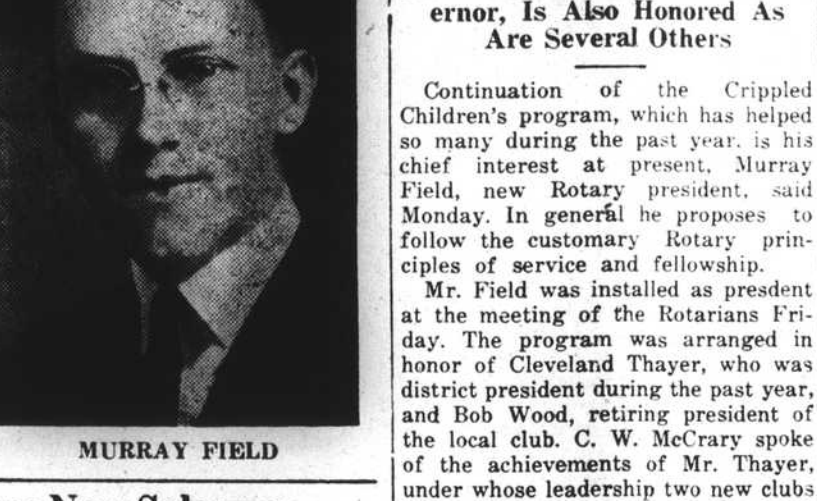 MURRAY FIELD
ernor, Is Also Honored As
Are Several Others
Continuation of the Crippled
Children's program, which has helped
so many during the past year. is his
chief interest at present, Murray
Field, new Rotary president, said
Monday. In general he proposes to
follow the customary Rotary prin-
ciples of service and fellowship.
Mr. Field was installed as presdent
at the meeting of the Rotarians Fri-
day. The program was arranged in
honor of Cleveland Thayer, who was
district president during the past year,
and Bob Wood, retiring president of
the local club. C. W. McCrary spoke
of the achievements of Mr. Thayer,
under whose leadership two new clubs